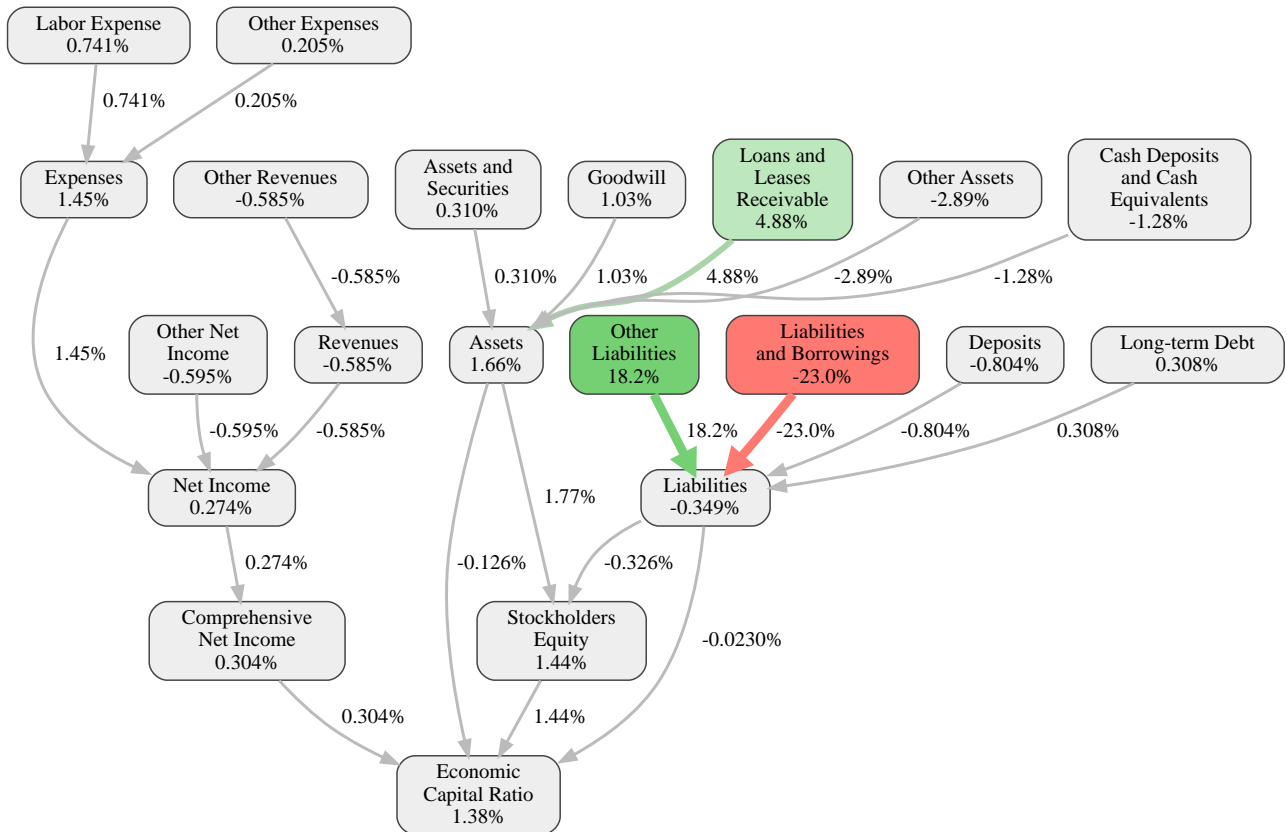 Labor Expense
0.741%
Other Expenses
0.205%
0.741%
0.205%
Expenses
1.45%
Other Revenues
-0.585%
Assets and
Securities
0.310%
Goodwill
1.03%
Loans and
Leases
Receivable
4.88%
Other Assets
-2.89%
Cash Deposits
and Cash
Equivalents
-1.28%
-0.585%
0.310%
1.03%
4.88%
-2.89%
-1.28%
1.45%
Other Net
Income
-0.595%
Revenues
-0.585%
Assets
1.66%
Other
Liabilities
18.2%
Liabilities
and Borrowings
-23.0%
Deposits
-0.804%
Long-term Debt
0.308%
-0.595%
-0.585%
18.2%
-23.0%
-0.804%
0.308%
Net Income
0.274%
1.77%
Liabilities
-0.349%
0.274%
-0.126%
-0.326%
Comprehensive
Net Income
0.304%
Stockholders
Equity
1.44%
-0.0230%
0.304%
1.44%
Economic
Capital Ratio
1.38%